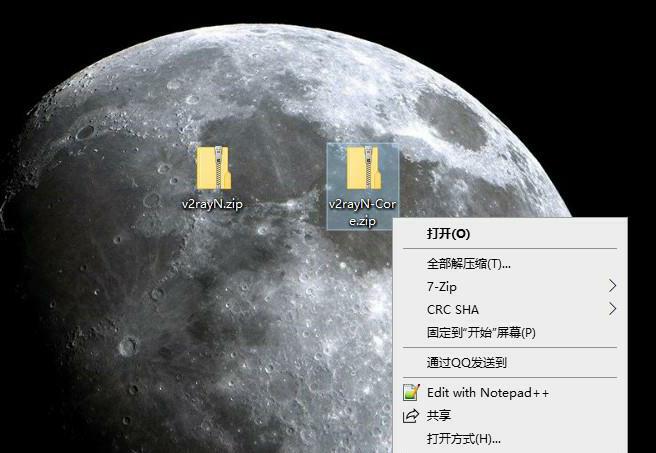 v2rayN.zip
v2rayN-Cor
e.zip
打开(O)
全部解压缩(T)...
7-Zip
CRC SHA
固定到"开始"屏幕(P)
通过QQ发送到
Edit with Notepad++
共享
打开方式(H)...